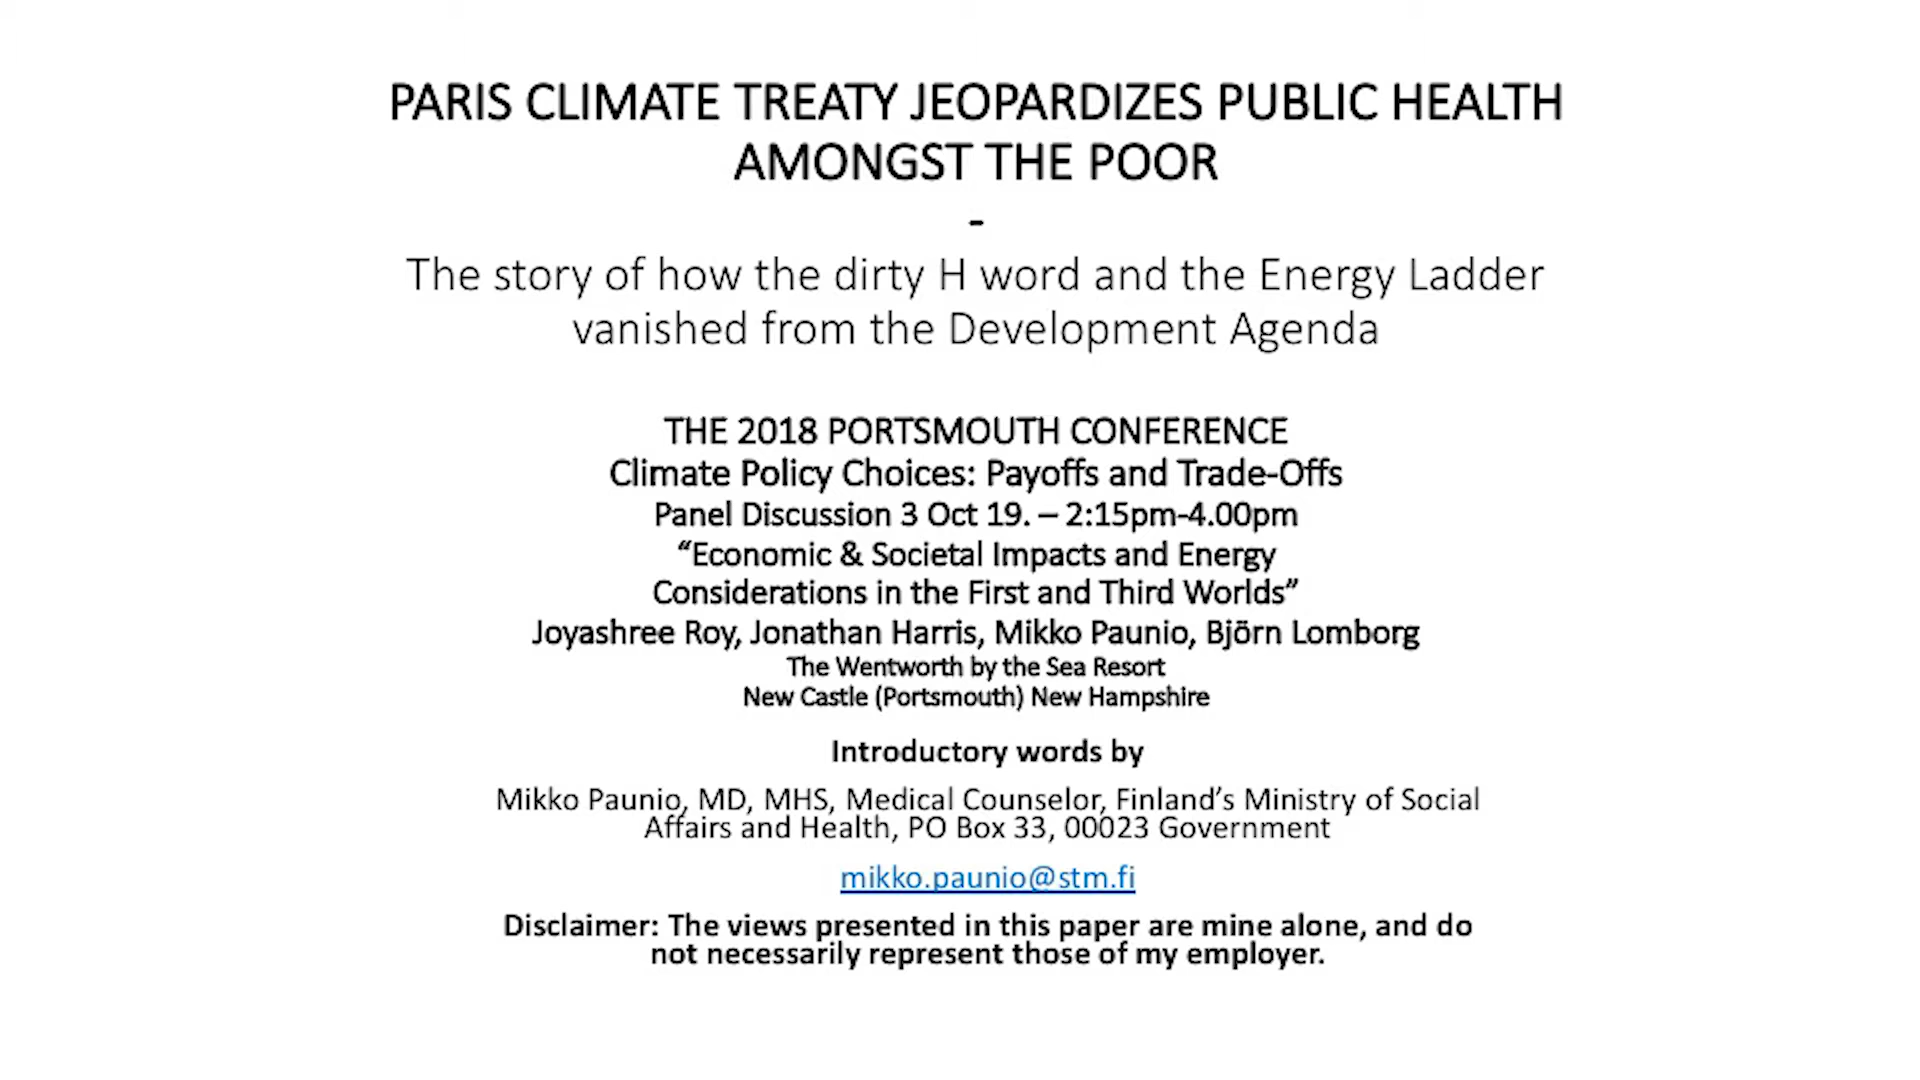 PARIS CLIMATE TREATY JEOPARDIZES PUBLIC HEALTH
AMONGST THE POOR
-
The story of how the dirty H word and the Energy Ladder
vanished from the Development Agenda
THE 2018 PORTSMOUTH CONFERENCE
Climate Policy Choices: Payoffs and Trade-Offs
Panel Discussion 3 Oct 19. – 2:15pm-4.00pm
“Economic & Societal Impacts and Energy
Considerations in the First and Third Worlds”
Joyashree Roy, Jonathan Harris, Mikko Paunio, Björn Lomborg
The Wentworth by the Sea Resort
New Castle (Portsmouth) New Hampshire
Introductory words by
Mikko Paunio, MD, MHS, Medical Counselor, Finland’s Ministry of Social
Affairs and Health, PO Box 33, 00023 Government
mikko.paunio@stm.fi
Disclaimer: The views presented in this paper are mine alone, and do
not necessarily represent those of my employer.